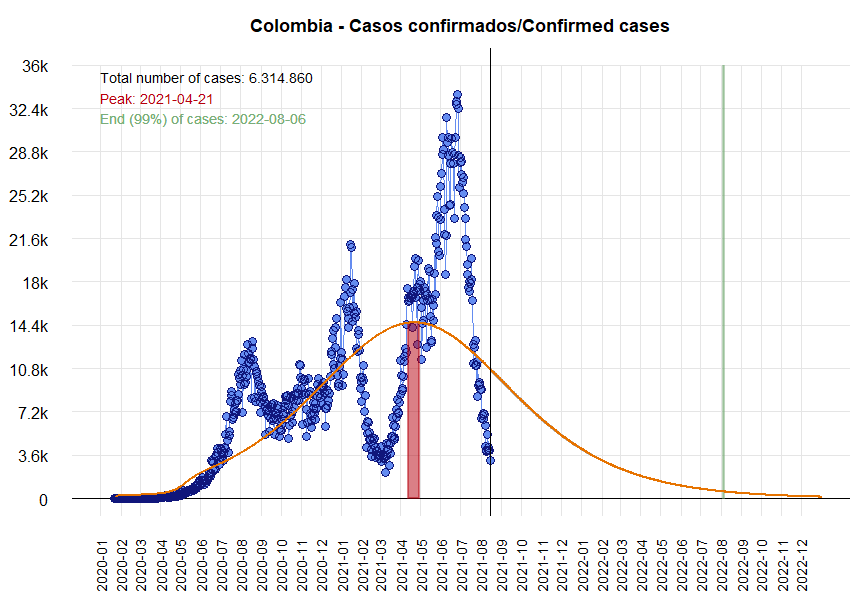 Colombia - Casos confirmados/Confirmed cases
36k
32.4k
28.8k
25.2k
21.6k
18k
14.4k
10.8k
7.2k
3.6k
0
Total number of cases: 6.314.860
Peak: 2021-04-21
End (99%) of cases: 2022-08-06
2020-01
2020-02
2020-03
2020-04
2020-05
2020-06
2020-07
2020-08
2020-09
2020-10
2020-11
2020-12
2021-01
2021-02
2021-03
2021-04
2021-05
2021-06
2021-07
2021-08
2021-09
2021-10
2021-11
2021-12
2022-01
2022-02
2022-03
2022-04
2022-05
2022-06
2022-07
2022-08
2022-09
2022-10
2022-11
2022-12